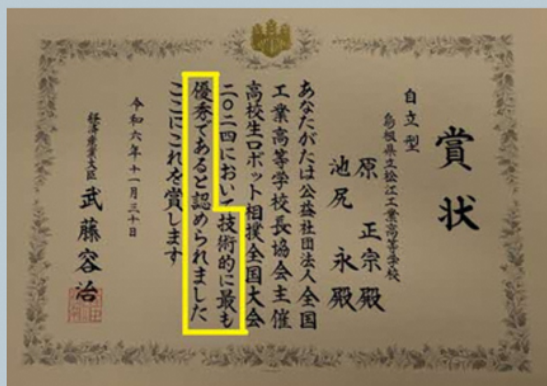 賞状
自立型
島根県立松江工業高等学校
原 正宗殿
池尻 永殿
あなたがたは公益社団法人全国
工業高等学校長協会主催
高校生ロボット相撲全国大会
二〇二四において技術的に最も
優秀であると認められました
ここにこれを賞します
令和六年十一月三十日
経済産業大臣 武藤容治